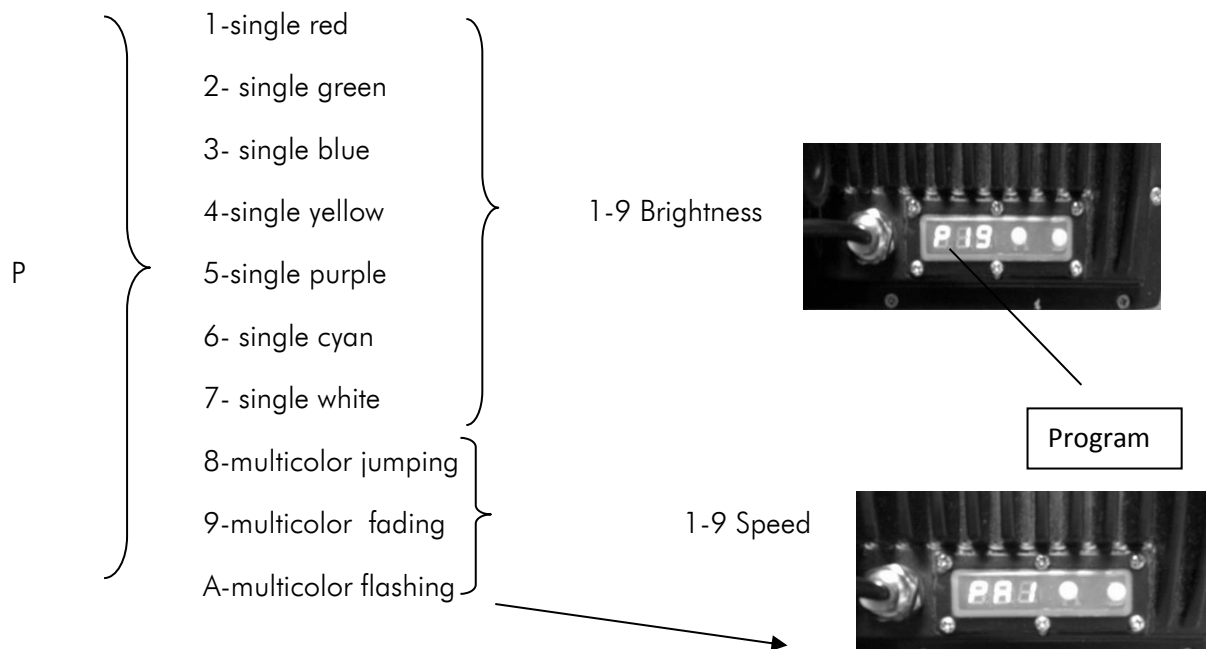 P
1-single red
2- single green
3- single blue
4-single yellow
5-single purple
6- single cyan
7- single white
8-multicolor jumping
9-multicolor fading
A-multicolor flashing
1-9 Brightness
P19
Program
1-9 Speed
PA1